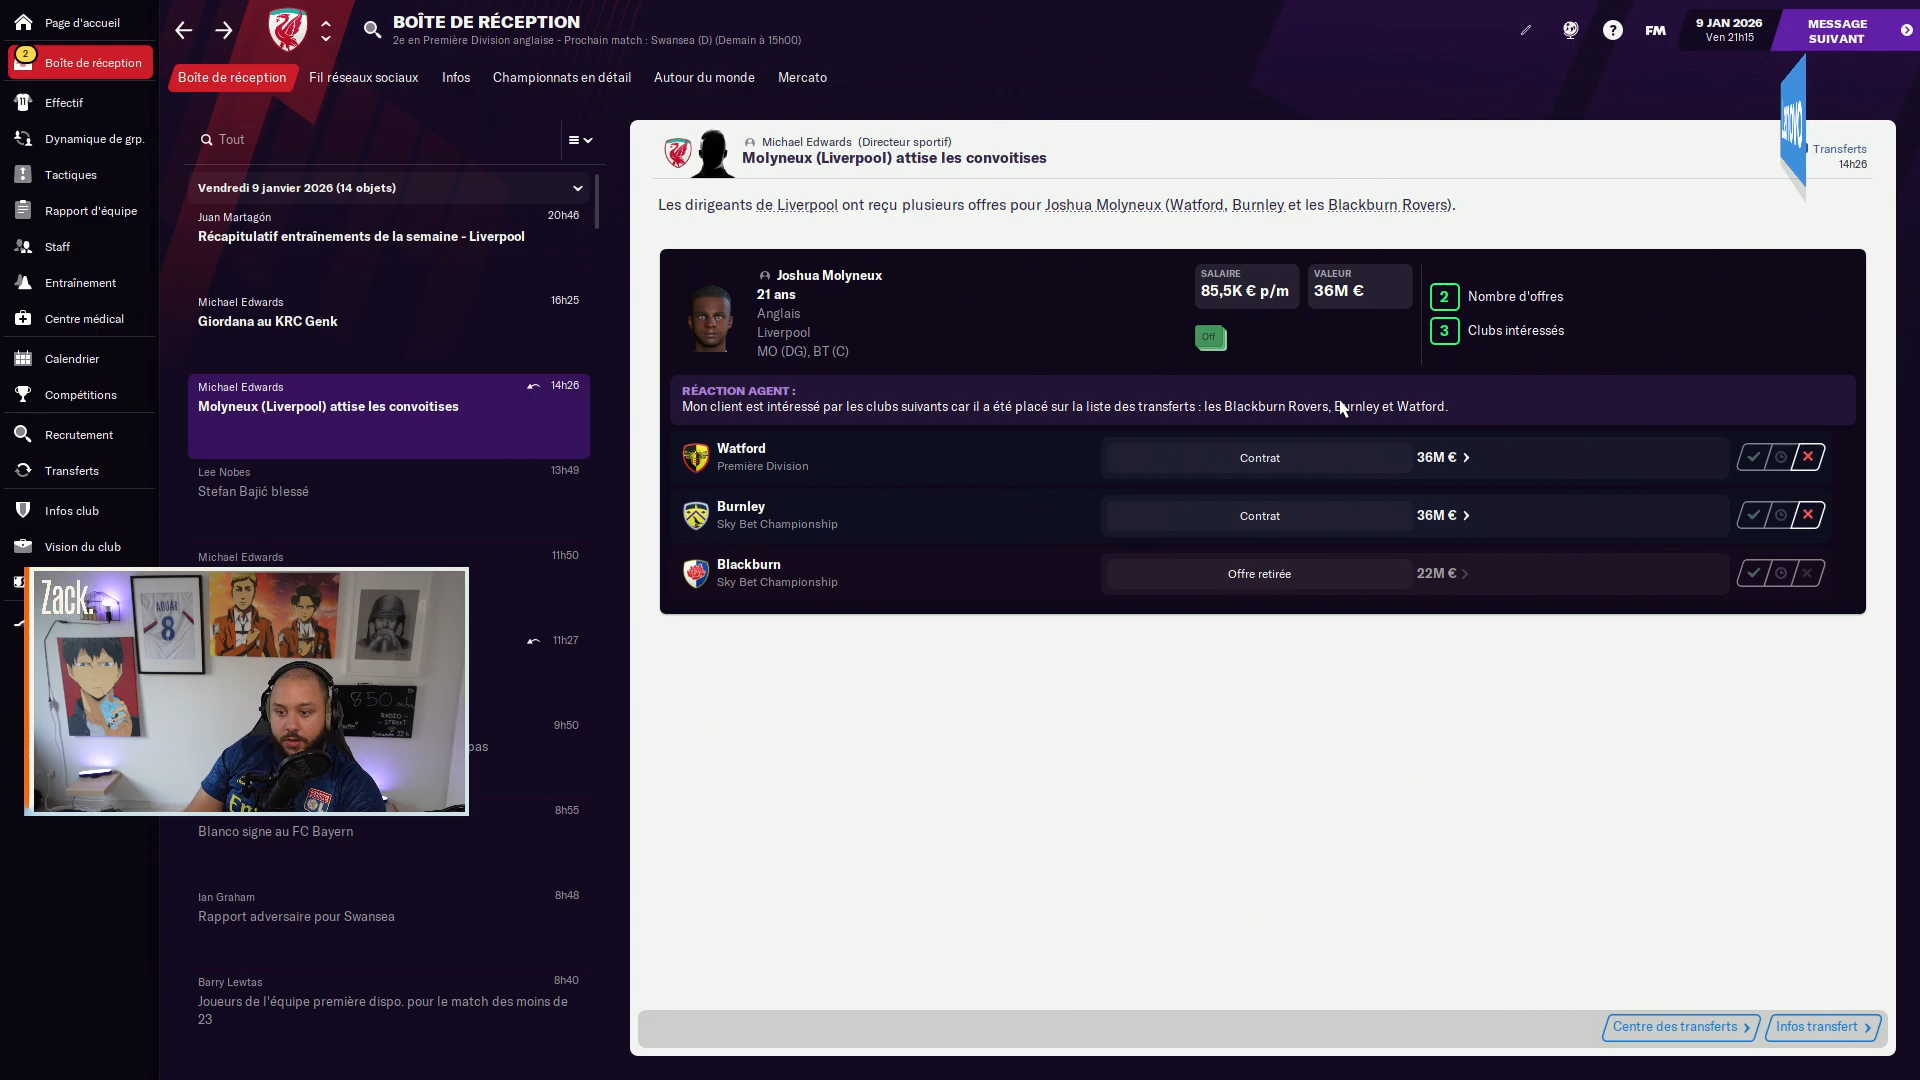 Page d'accueil
2
Boîte de réception
Effectif
Dynamique de grp.
Tactiques
Rapport d'équipe
Staff
Entraînement
Centre médical
Calendrier
Compétitions
Recrutement
Transferts
Infos club
Vision du club
BOÎTE DE RÉCEPTION
2e en Première Division anglaise - Prochain match : Swansea (D) (Demain à 15h00)
FM
9 JAN 2026
Ven 21h15
MESSAGE
SUIVANT
Boîte de réception
Fil réseaux sociaux
Infos
Championnats en détail
Autour du monde
Mercato
Tout
Vendredi 9 janvier 2026 (14 objets)
Juan Martagón
20h46
Récapitulatif entraînements de la semaine - Liverpool
Michael Edwards
16h25
Giordana au KRC Genk
Michael Edwards
14h26
Molyneux (Liverpool) attise les convoitises
Lee Nobes
13h49
Stefan Bajić blessé
Michael Edwards
11h50
11h27
9h50
pas
8h55
Blanco signe au FC Bayern
Ian Graham
8h48
Rapport adversaire pour Swansea
Barry Lewtas
8h40
Joueurs de l'équipe première dispo. pour le match des moins de
23
Zack.
AOUAR
8
850
RADIO -
- STREET
Michael Edwards (Directeur sportif)
Molyneux (Liverpool) attise les convoitises
Transferts
14h26
Lenovo
Les dirigeants de Liverpool ont reçu plusieurs offres pour Joshua Molyneux (Watford, Burnley et les Blackburn Rovers).
Joshua Molyneux
21 ans
Anglais
Liverpool
MO (DG), BT (C)
SALAIRE
85,5K € p/m
VALEUR
36M €
Off
2
Nombre d'offres
3
Clubs intéressés
RÉACTION AGENT :
Mon client est intéressé par les clubs suivants car il a été placé sur la liste des transferts : les Blackburn Rovers, Burnley et Watford.
Watford
Première Division
Contrat
36M €
Burnley
Sky Bet Championship
Contrat
36M €
Blackburn
Sky Bet Championship
Offre retirée
22M €
Centre des transferts
Infos transfert